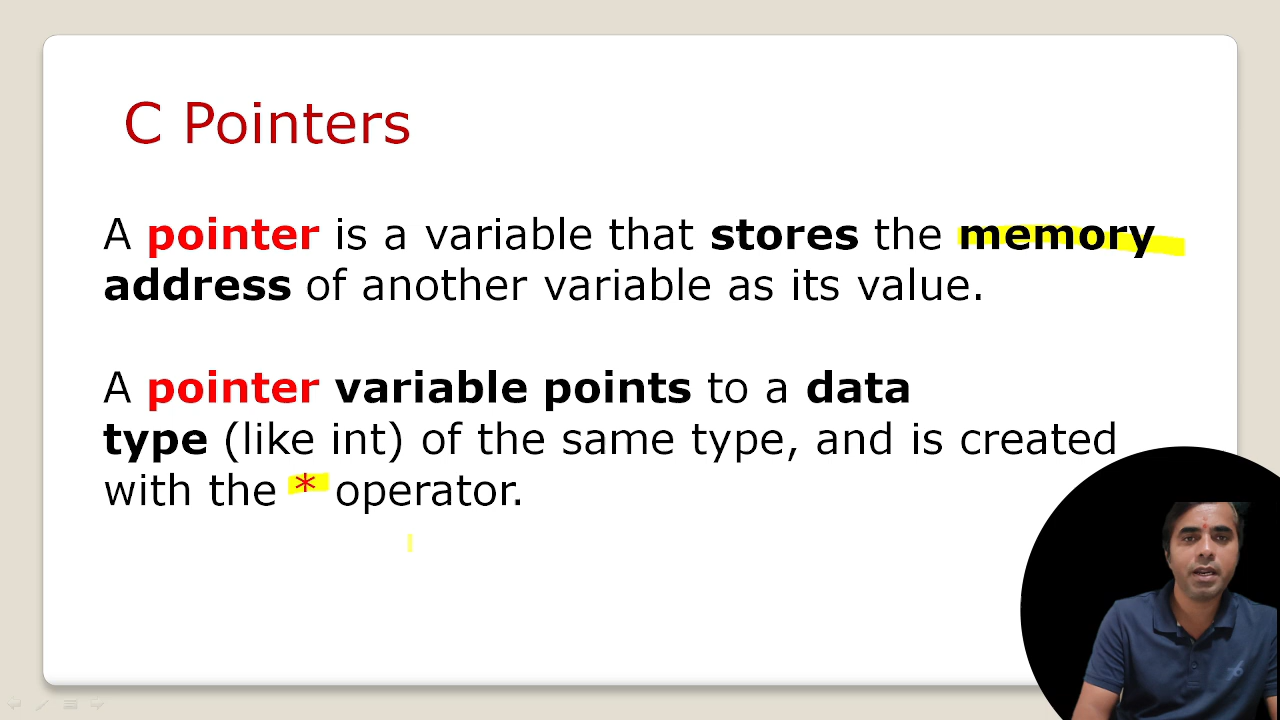 C Pointers
A pointer is a variable that stores the memory
address of another variable as its value.
A pointer variable points to a data
type (like int) of the same type, and is created
with the * operator.